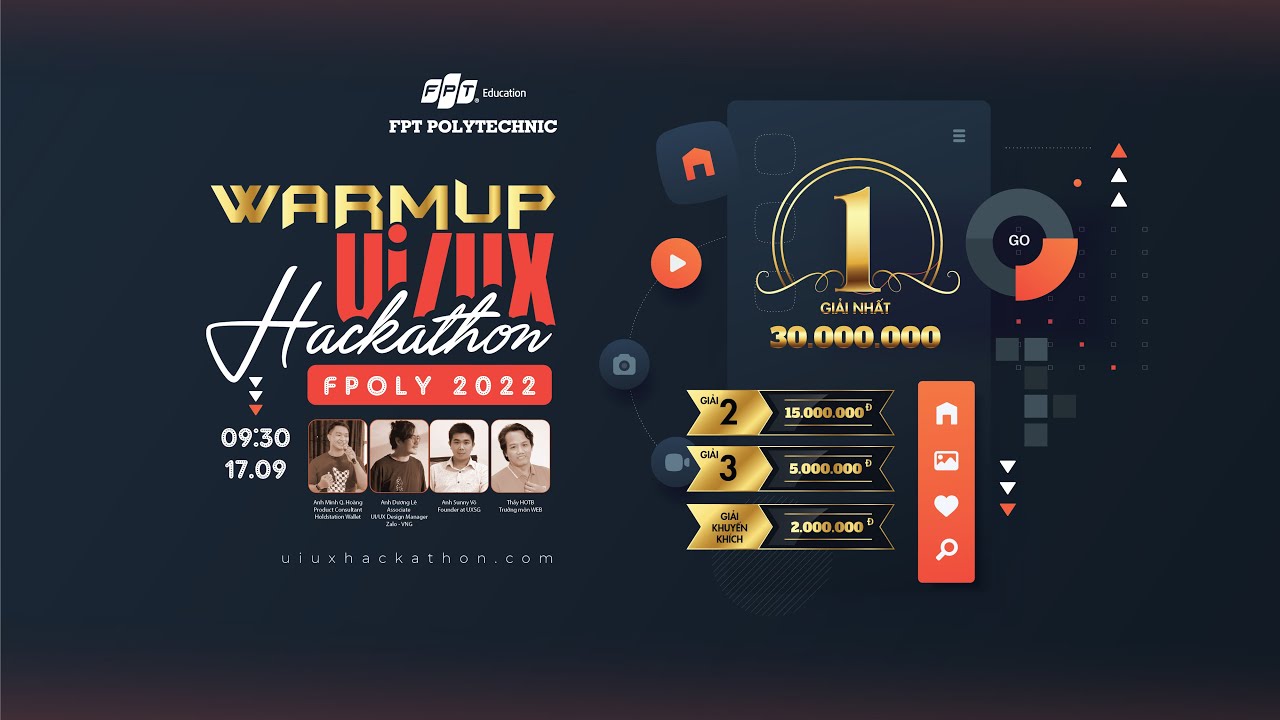 FPT Education
FPT POLYTECHNIC
WARMUP
Ui/UX
Hackathon
FPOLY 2022
09:30
17.09
Anh Minh Q. Hoàng
Product Consultant
Holdstation Wallet
Anh Dương Lê
Associate
UI/UX Design Manager
Zalo - VNG
Anh Sunny Võ
Founder at UXSG
Thầy HOTB
Trưởng môn WEB
uiuxhackathon.com
1
GIẢI NHẤT
30.000.000
GIẢI 2 15.000.000 Đ
GIẢI 3 5.000.000 Đ
GIẢI
KHUYẾN
KHÍCH
2.000.000 Đ
GO